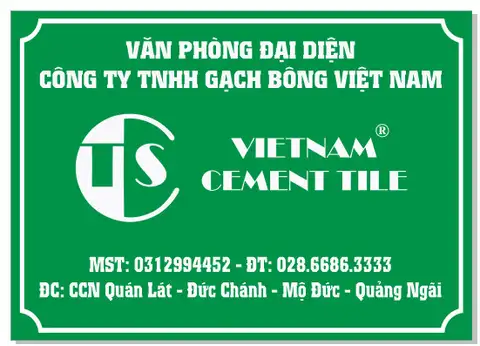 VĂN PHÒNG ĐẠI DIỆN
CÔNG TY TNHH GẠCH BÔNG VIỆT NAM
CTS
VIETNAM®
CEMENT TILE
MST: 0312994452 - ĐT: 028.6686.3333
ĐC: CCN Quán Lát - Đức Chánh - Mộ Đức - Quảng Ngãi